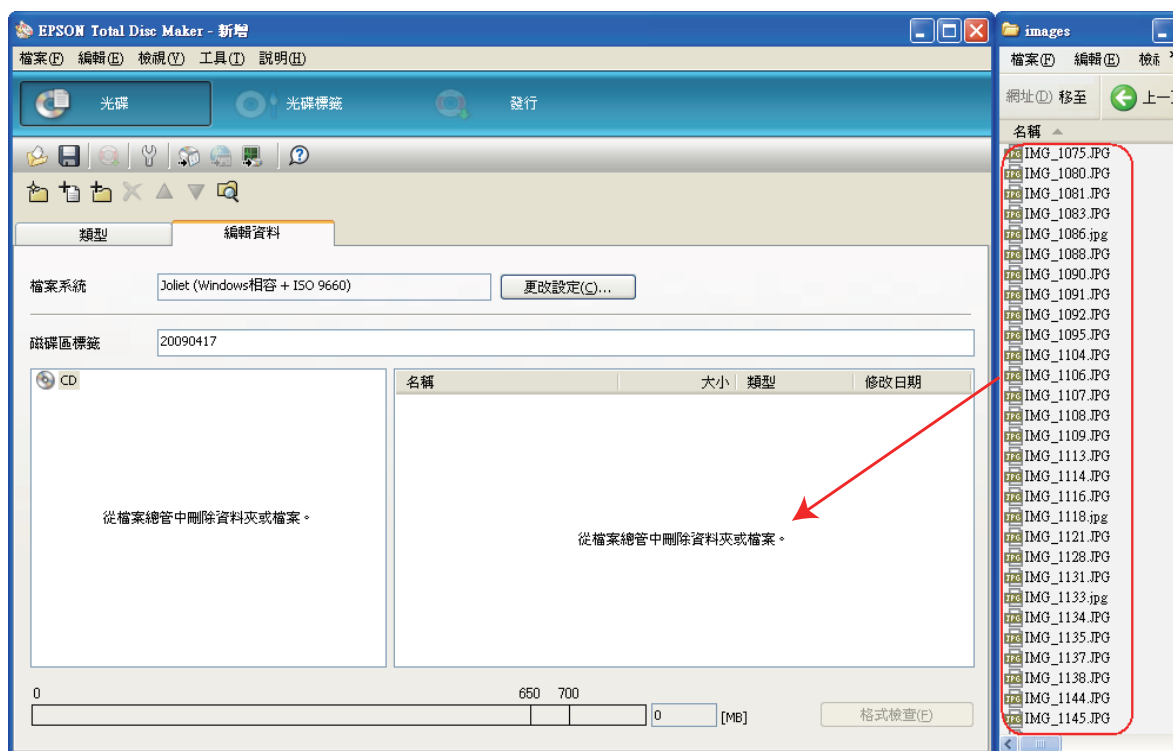 EPSON Total Disc Maker - 新增
檔案(F) 編輯(E) 檢視(V) 工具(T) 說明(H)
光碟 光碟標籤 發行
類型 編輯資料
檔案系統 Joliet (Windows相容 + ISO 9660) 更改設定(C)...
磁碟區標籤 20090417
CD
名稱 大小 類型 修改日期
從檔案總管中刪除資料夾或檔案。
從檔案總管中刪除資料夾或檔案。
0 650 700
0 [MB] 格式檢查(F)
images
檔案(F) 編輯(E) 檢
網址(D) 移至 上一
名稱
IMG_1075.JPG
IMG_1080.JPG
IMG_1081.JPG
IMG_1083.JPG
IMG_1086.jpg
IMG_1088.JPG
IMG_1090.JPG
IMG_1091.JPG
IMG_1092.JPG
IMG_1095.JPG
IMG_1104.JPG
IMG_1106.JPG
IMG_1107.JPG
IMG_1108.JPG
IMG_1109.JPG
IMG_1113.JPG
IMG_1114.JPG
IMG_1116.JPG
IMG_1118.jpg
IMG_1121.JPG
IMG_1128.JPG
IMG_1131.JPG
IMG_1133.jpg
IMG_1134.JPG
IMG_1135.JPG
IMG_1137.JPG
IMG_1138.JPG
IMG_1144.JPG
IMG_1145.JPG